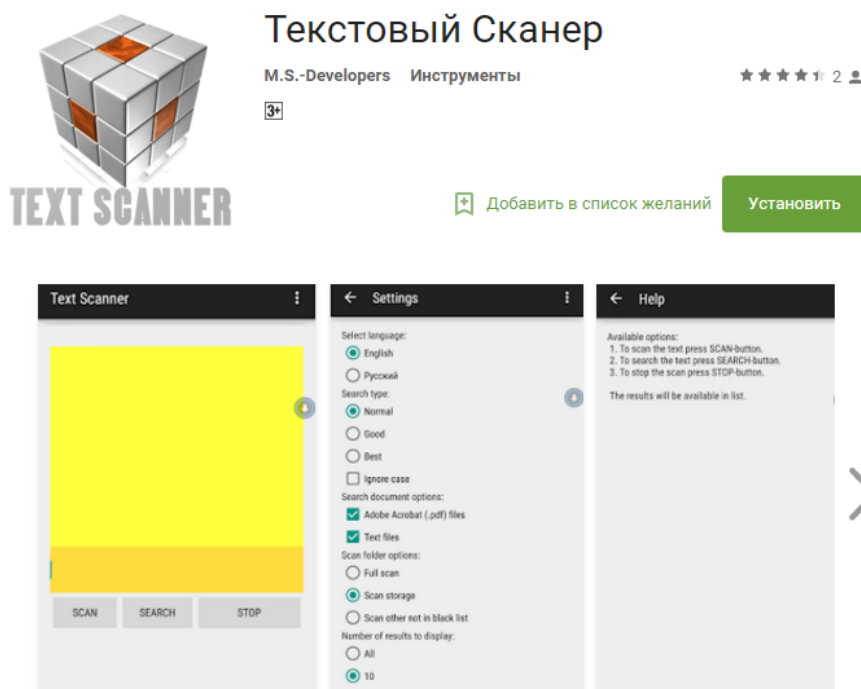 Текстовый Сканер
M.S.-Developers Инструменты
2
3+
TEXT SCANNER
Добавить в список желаний
Установить
Text Scanner
SCAN SEARCH STOP
Settings
Select language:
English
Русский
Search type:
Normal
Good
Best
Ignore case
Search document options:
Adobe Acrobat (.pdf) files
Text files
Scan folder options:
Full scan
Scan storage
Scan other not in black list
Number of results to display:
All
10
Help
Available options:
1. To scan the text press SCAN-button.
2. To search the text press SEARCH-button.
3. To stop the scan press STOP-button.
The results will be available in list.